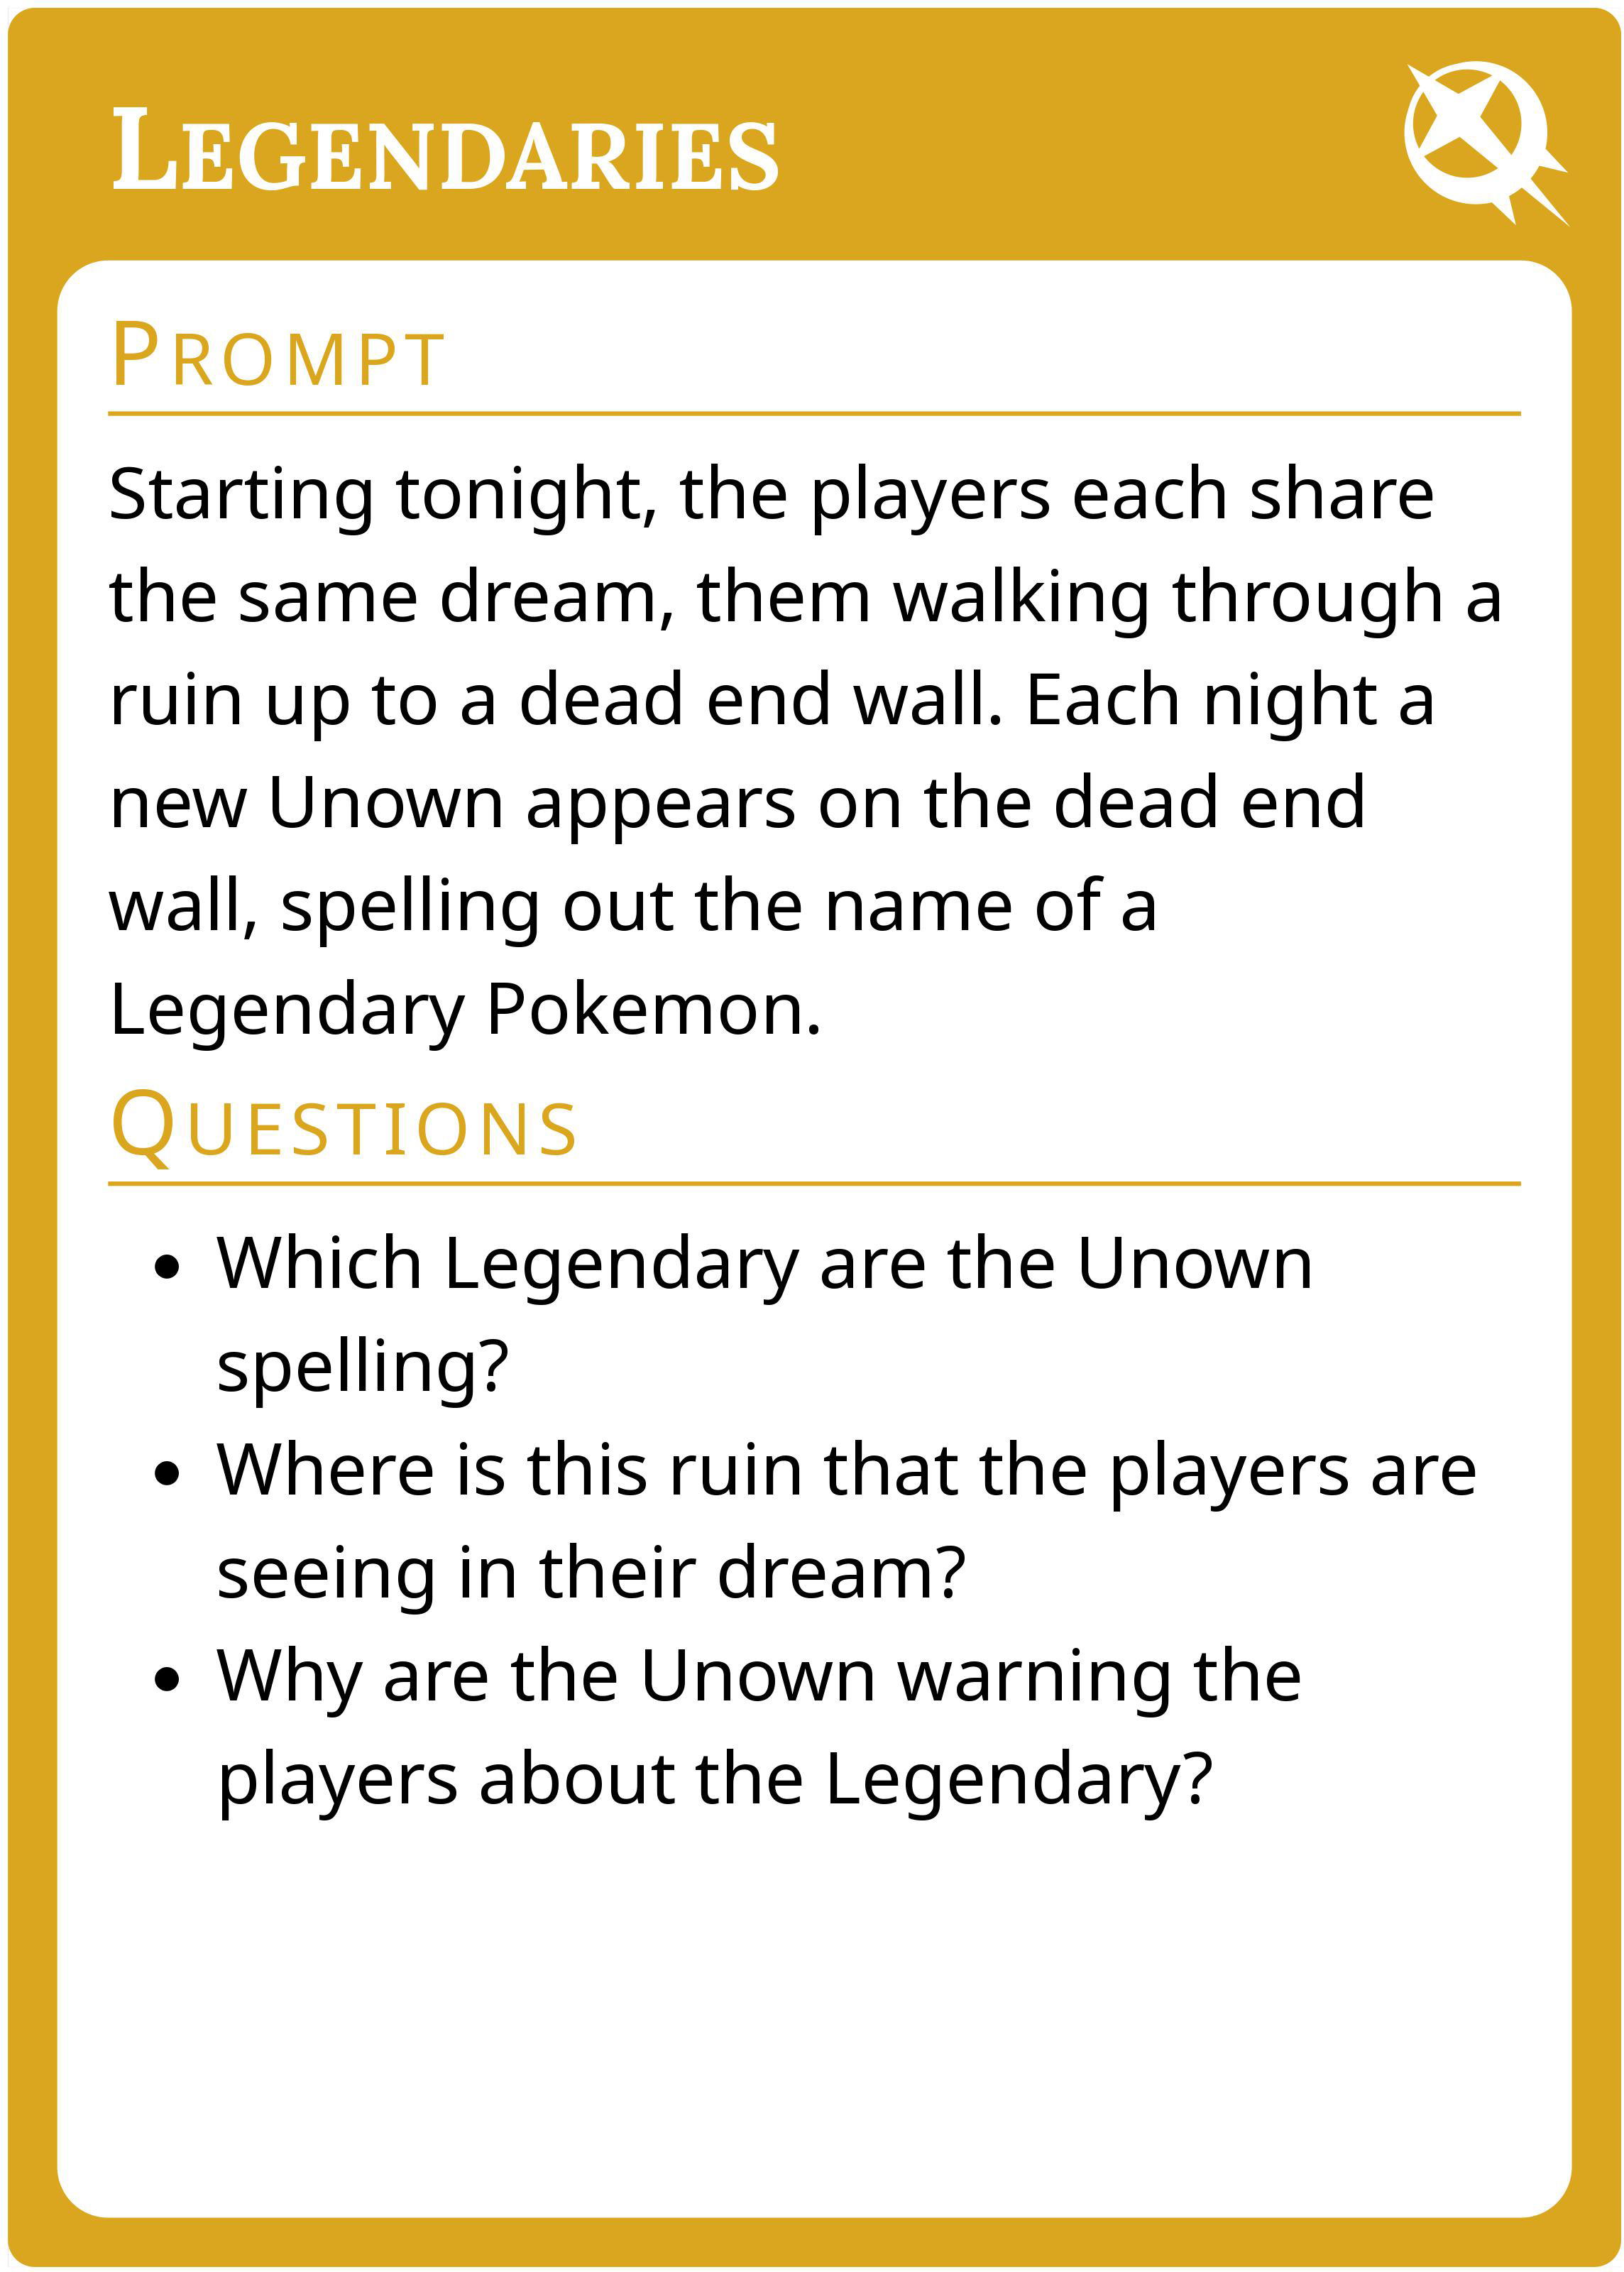 Legendaries
Prompt
Starting tonight, the players each share
the same dream, them walking through a
ruin up to a dead end wall. Each night a
new Unown appears on the dead end
wall, spelling out the name of a
Legendary Pokemon.
Questions
• Which Legendary are the Unown
spelling?
• Where is this ruin that the players are
seeing in their dream?
• Why are the Unown warning the
players about the Legendary?